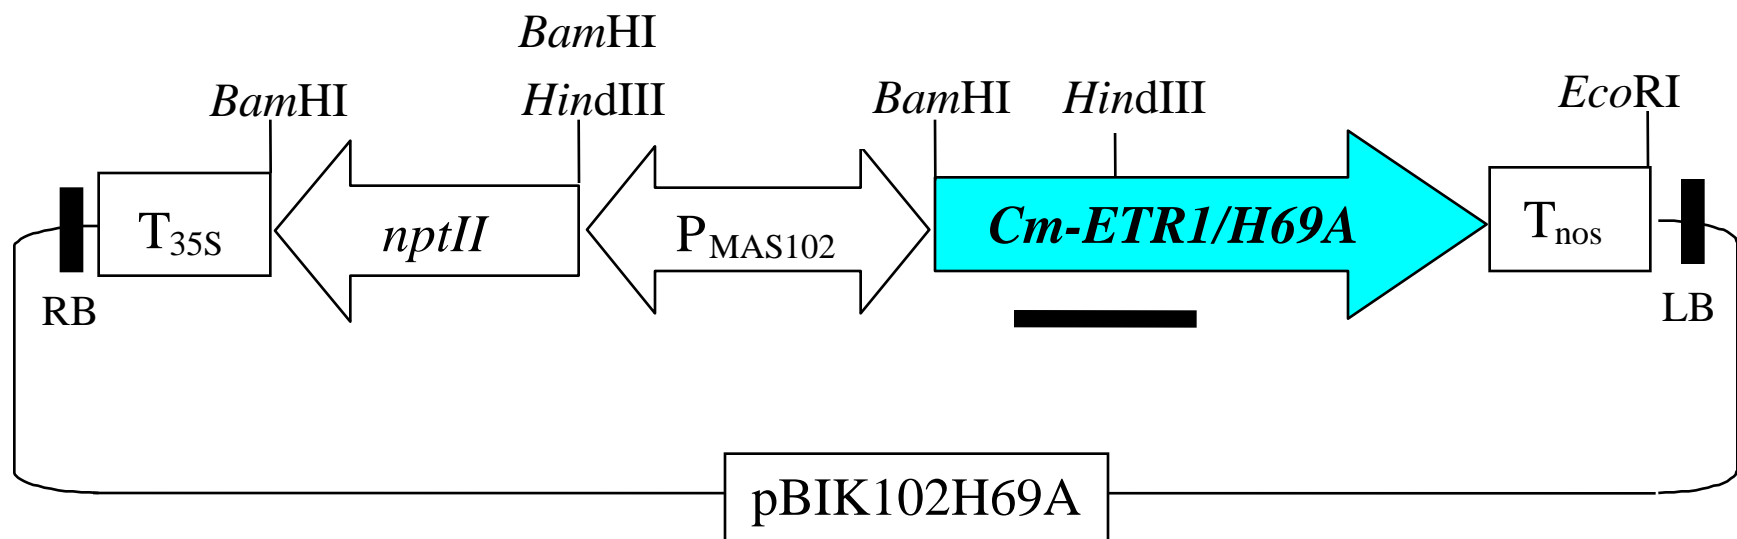 BamHI
BamHI HindIII BamHI HindIII EcoRI
T35S nptII PMAS102 Cm-ETR1/H69A Tnos
RB LB
pBIK102H69A